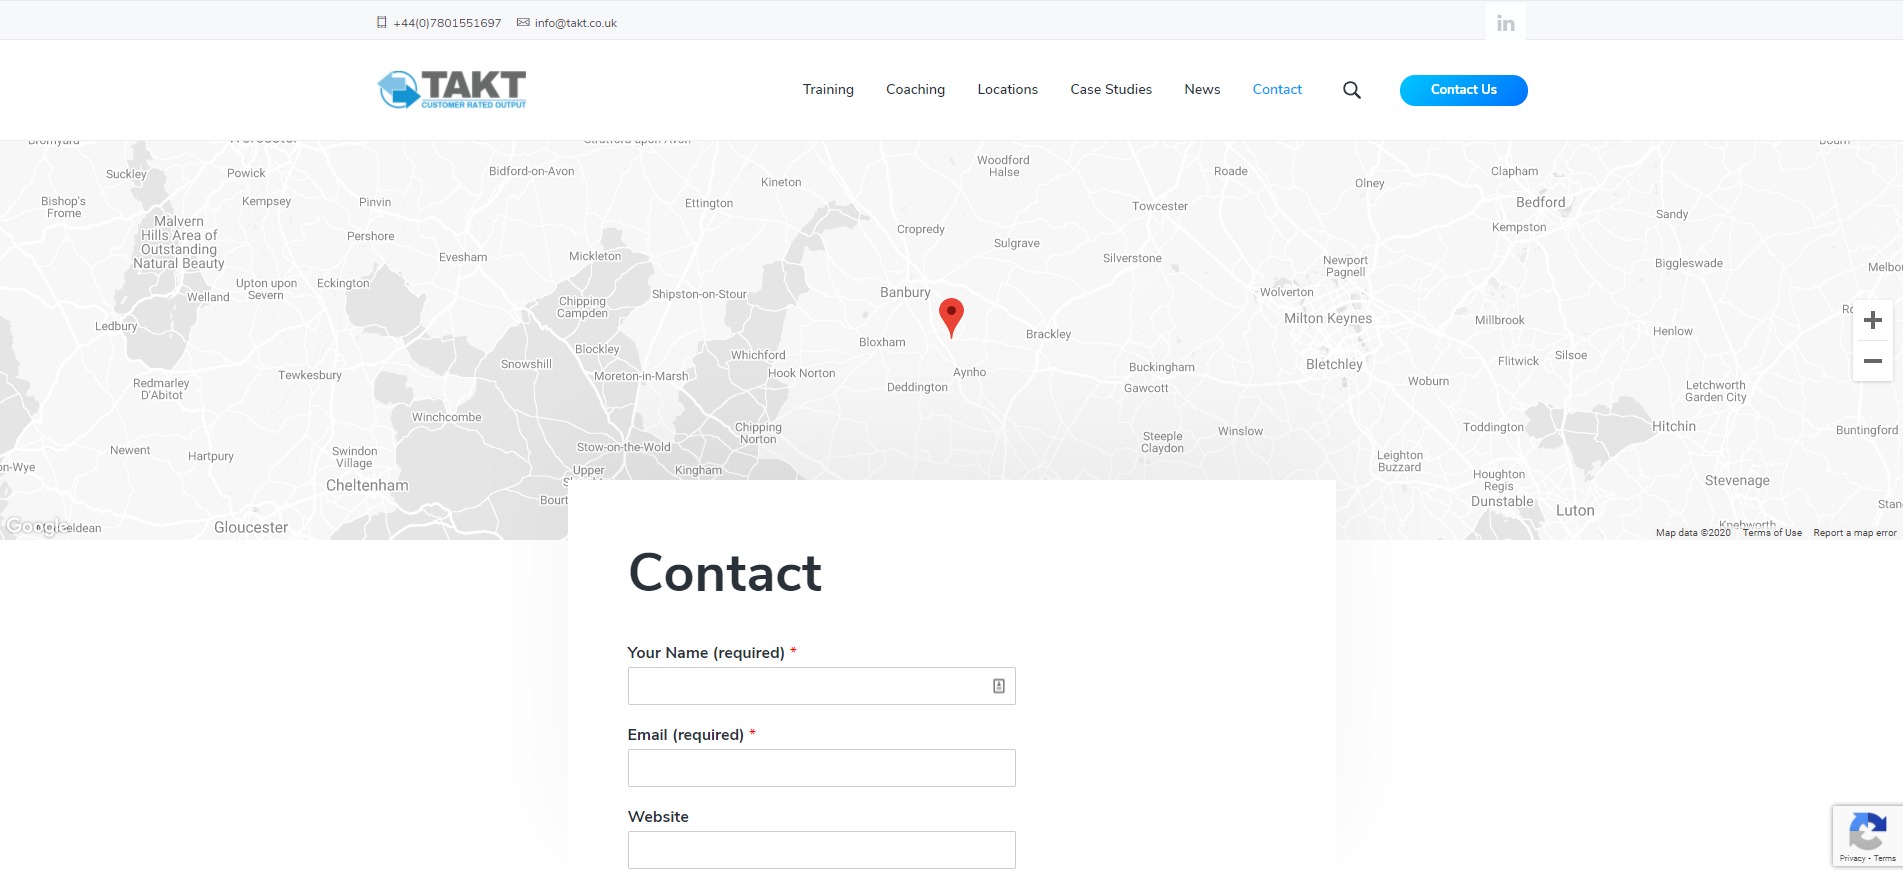 +44(0)7801551697 info@takt.co.uk
in
TAKT
CUSTOMER RATED OUTPUT
Training Coaching Locations Case Studies News Contact Contact Us
Bromyard
Worcester
Stratford-upon-Avon
Suckley
Powick
Bidford-on-Avon
Kineton
Woodford
Halse
Roade
Olney
Clapham
Bishop's
Frome
Kempsey
Pinvin
Ettington
Towcester
Bedford
Sandy
Malvern
Hills Area of
Outstanding
Natural Beauty
Pershore
Cropredy
Sulgrave
Kempston
Evesham
Mickleton
Silverstone
Newport
Pagnell
Biggleswade
Melbo
Upton upon
Severn
Eckington
Welland
Chipping
Campden
Shipston-on-Stour
Banbury
Wolverton
Milton Keynes
Millbrook
Ledbury
Henlow
Bloxham
Brackley
Blockley
Whichford
Snowshill
Moreton-in-Marsh
Hook Norton
Aynho
Deddington
Buckingham
Gawcott
Bletchley
Flitwick
Silsoe
Woburn
Redmarley
D'Abitot
Tewkesbury
Letchworth
Garden City
Winchcombe
Chipping
Norton
Steeple
Claydon
Winslow
Toddington
Hitchin
Buntingford
Newent
Hartpury
Swindon
Village
Stow-on-the-Wold
Leighton
Buzzard
on-Wye
Cheltenham
Upper
Kingham
Houghton
Regis
Dunstable
Stevenage
Bourt
Luton
Stan
Google
Gloucester
Knebworth
Map data ©2020 Terms of Use Report a map error
Contact
Your Name (required) *
Email (required) *
Website
Privacy - Terms